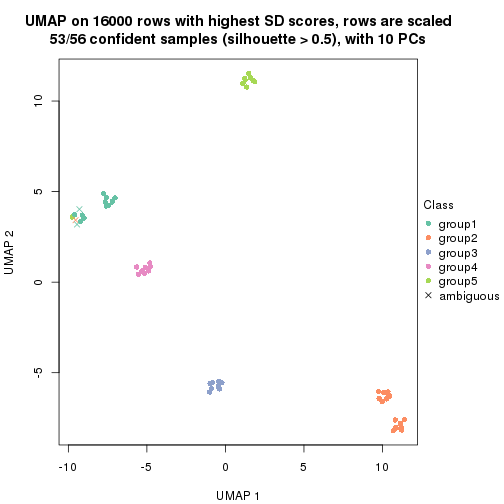 UMAP on 16000 rows with highest SD scores, rows are scaled
53/56 confident samples (silhouette > 0.5), with 10 PCs
10
5
0
-5
UMAP 2
-10
-5
0
5
10
UMAP 1
Class
group1
group2
group3
group4
group5
ambiguous